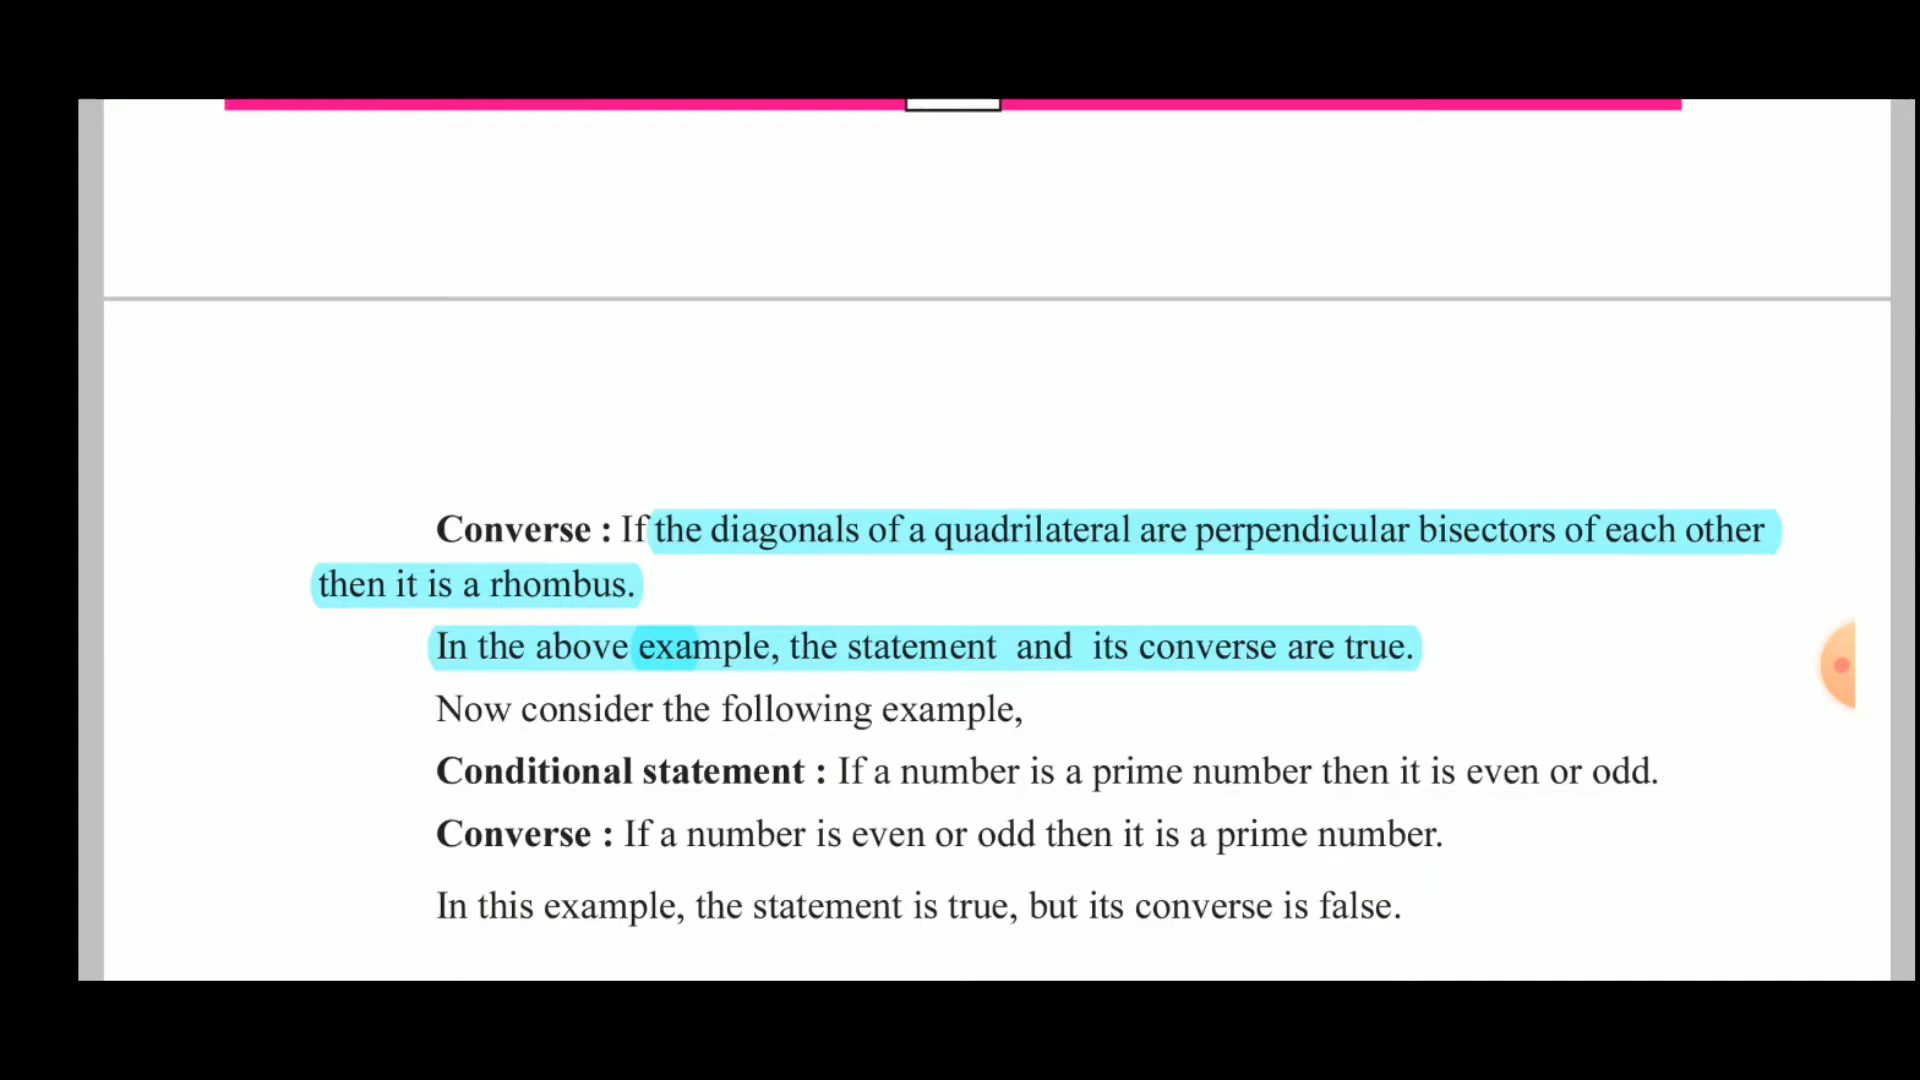 Converse : If the diagonals of a quadrilateral are perpendicular bisectors of each other
then it is a rhombus.
In the above example, the statement and its converse are true.
Now consider the following example,
Conditional statement : If a number is a prime number then it is even or odd.
Converse : If a number is even or odd then it is a prime number.
In this example, the statement is true, but its converse is false.